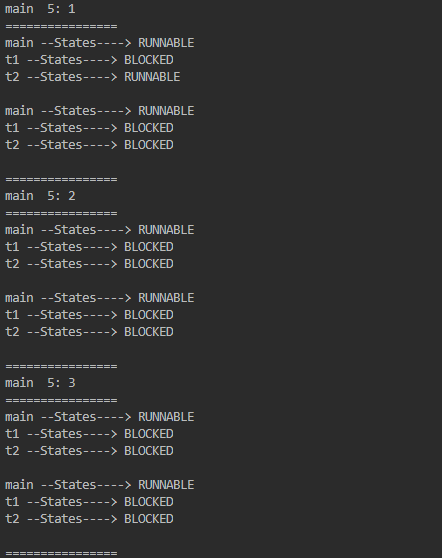 main  5: 1
================
main --States----> RUNNABLE
t1 --States----> BLOCKED
t2 --States----> RUNNABLE

main --States----> RUNNABLE
t1 --States----> BLOCKED
t2 --States----> BLOCKED

================
main  5: 2
================
main --States----> RUNNABLE
t1 --States----> BLOCKED
t2 --States----> BLOCKED

main --States----> RUNNABLE
t1 --States----> BLOCKED
t2 --States----> BLOCKED

================
main  5: 3
================
main --States----> RUNNABLE
t1 --States----> BLOCKED
t2 --States----> BLOCKED

main --States----> RUNNABLE
t1 --States----> BLOCKED
t2 --States----> BLOCKED

================